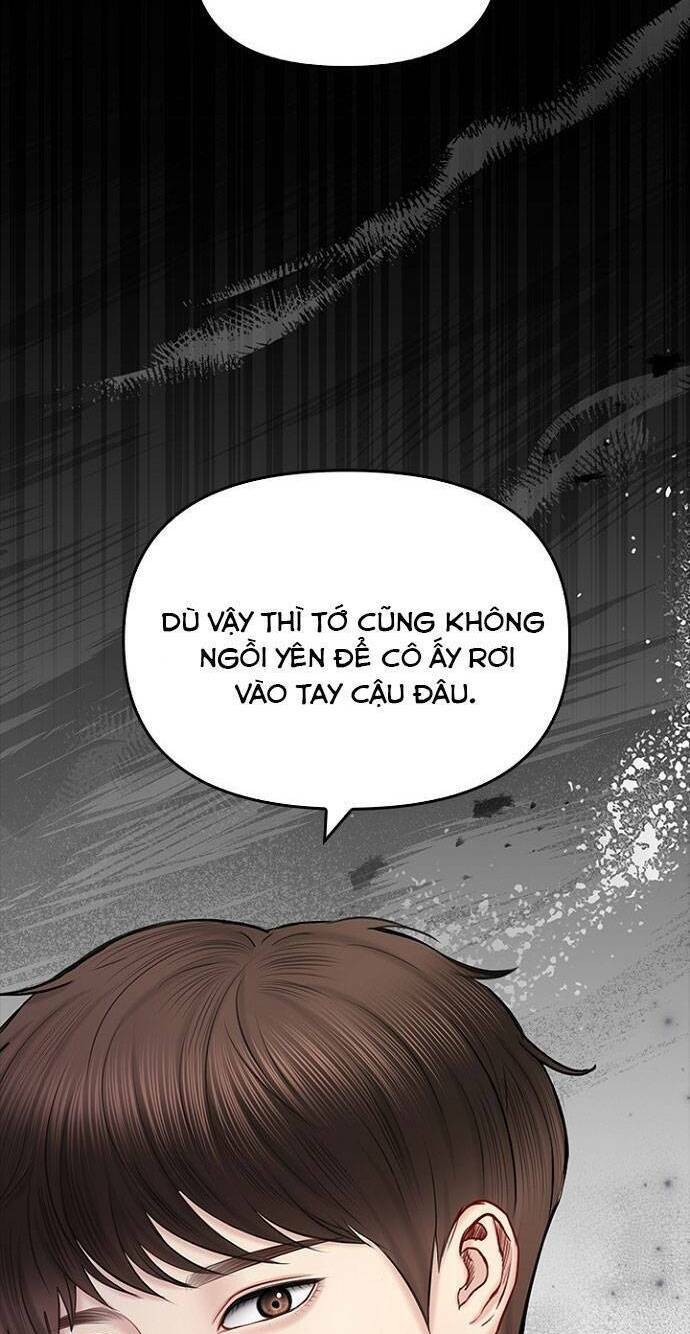 DÙ VẬY THÌ TỚ CŨNG KHÔNG
NGỒI YÊN ĐỂ CÔ ẤY RƠI
VÀO TAY CẬU ĐÂU.